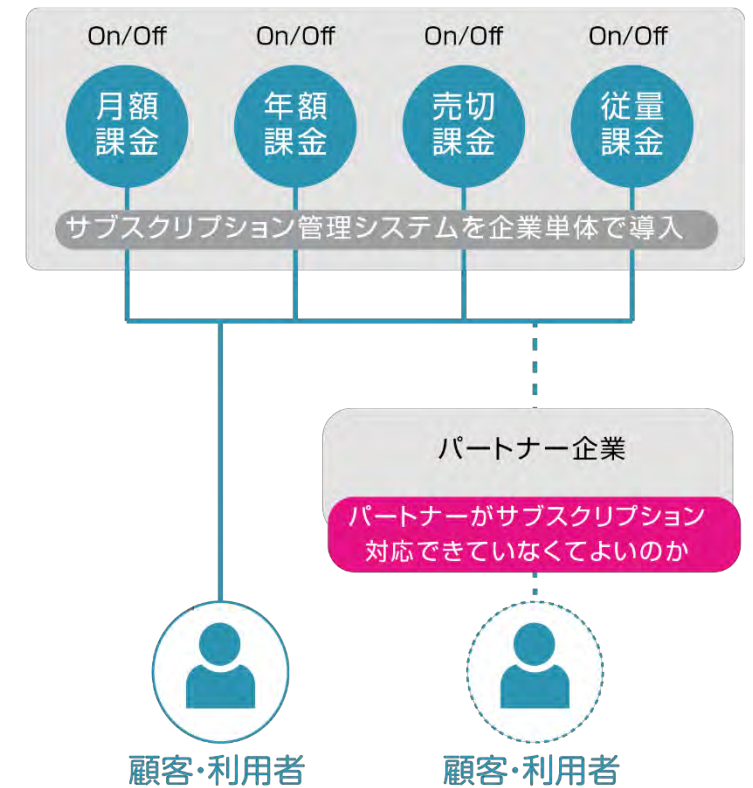 On/Off On/Off On/Off On/Off
月額 年額 売切 従量
課金 課金 課金 課金
サブスクリプション管理システムを企業単体で導入
パートナー企業
パートナーがサブスクリプション
対応できていなくてよいのか
顧客・利用者 顧客・利用者